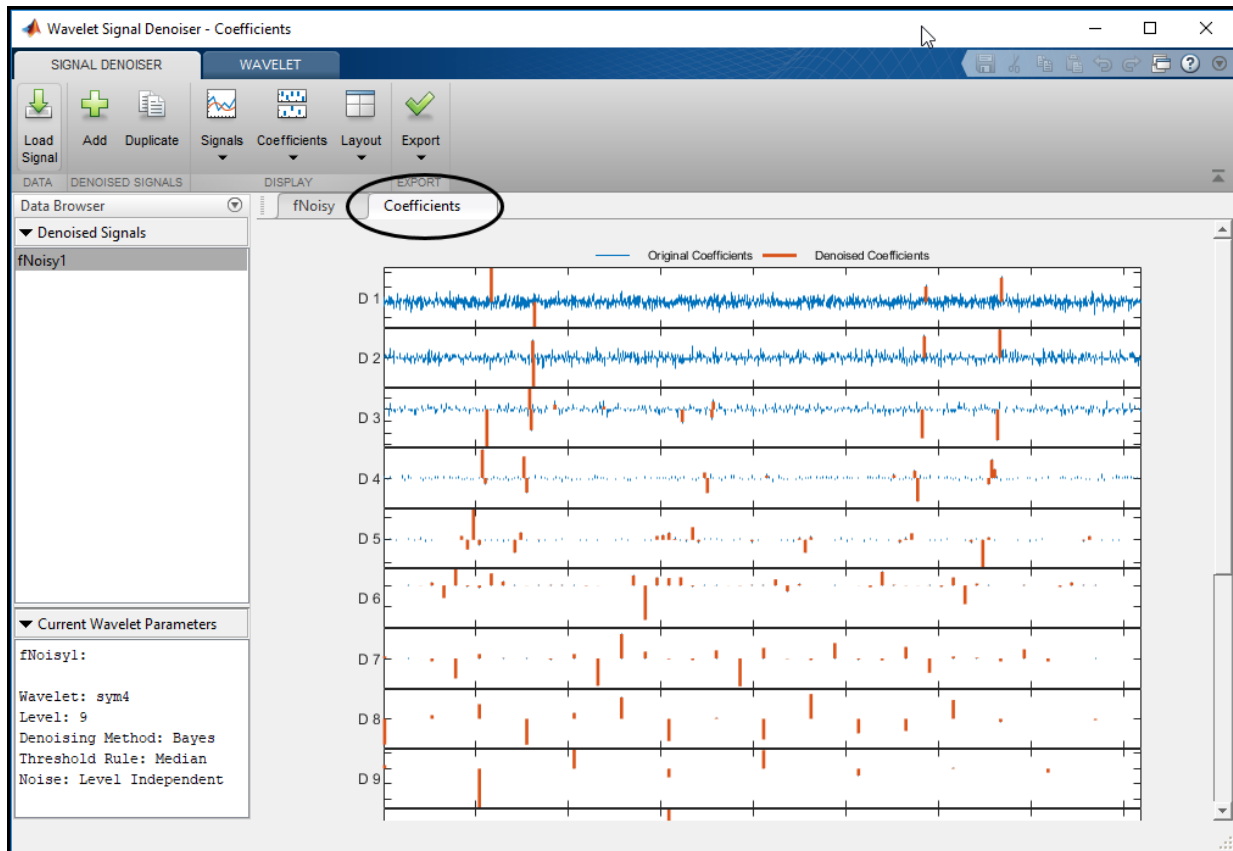 Wavelet Signal Denoiser - Coefficients
SIGNAL DENOISER WAVELET
Load Signal
Add
Duplicate
Signals
Coefficients
Layout
Export
DATA DENOISED SIGNALS DISPLAY EXPORT
Data Browser
fNoisy Coefficients
Denoised Signals
fNoisy1
Original Coefficients Denoised Coefficients
D 1
D 2
D 3
D 4
D 5
D 6
D 7
D 8
D 9
Current Wavelet Parameters
fNoisy1:
Wavelet: sym4
Level: 9
Denoising Method: Bayes
Threshold Rule: Median
Noise: Level Independent